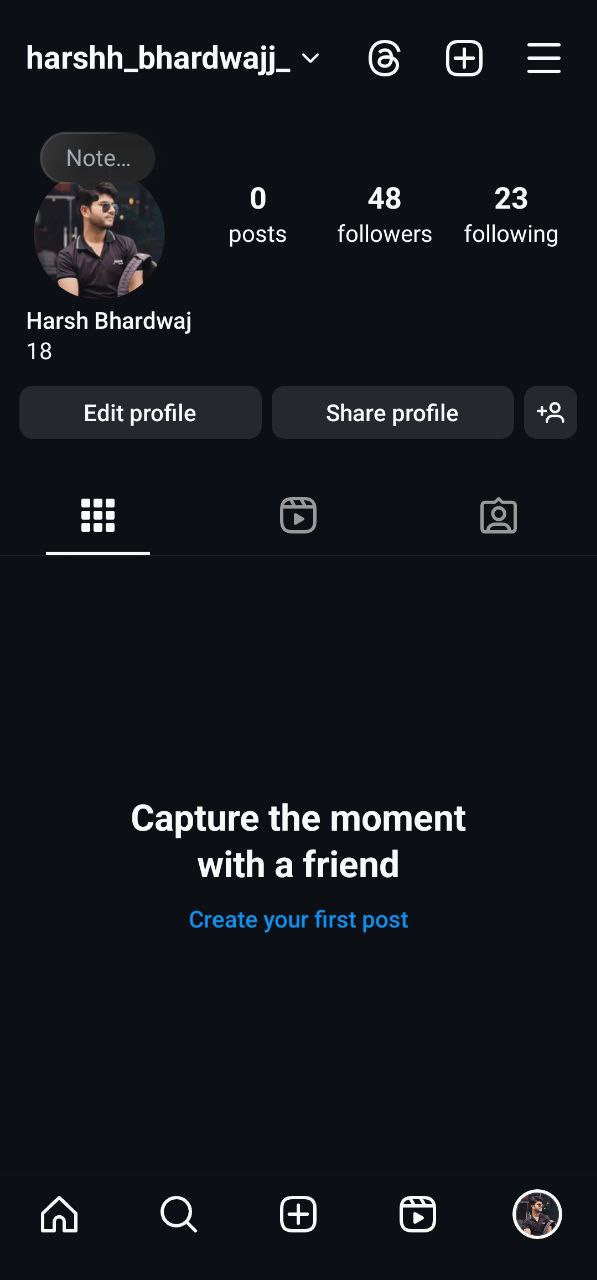 harshh_bhardwajj_
Note...
0 48 23
posts followers following
Harsh Bhardwaj
18
Edit profile Share profile
Capture the moment
with a friend
Create your first post